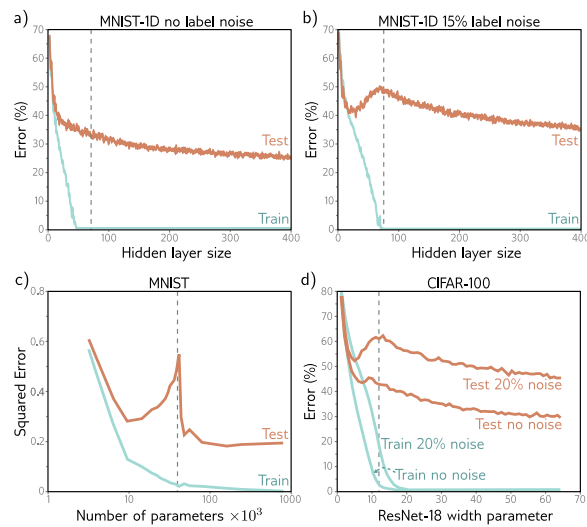 a)
MNIST-1D no label noise
70
60
50
40
30
20
10
0
Error (%)
Test
Train
0
100
200
300
400
Hidden layer size
b)
MNIST-1D 15% label noise
70
60
50
40
30
20
10
0
Error (%)
Test
Train
0
100
200
300
400
Hidden layer size
c)
MNIST
0.8
0.6
0.4
0.2
0
Squared Error
Test
Train
1
10
100
1000
Number of parameters ×10³
d)
CIFAR-100
80
70
60
50
40
30
20
10
0
Error (%)
Test 20% noise
Test no noise
Train 20% noise
Train no noise
0
10
20
30
40
50
60
70
ResNet-18 width parameter